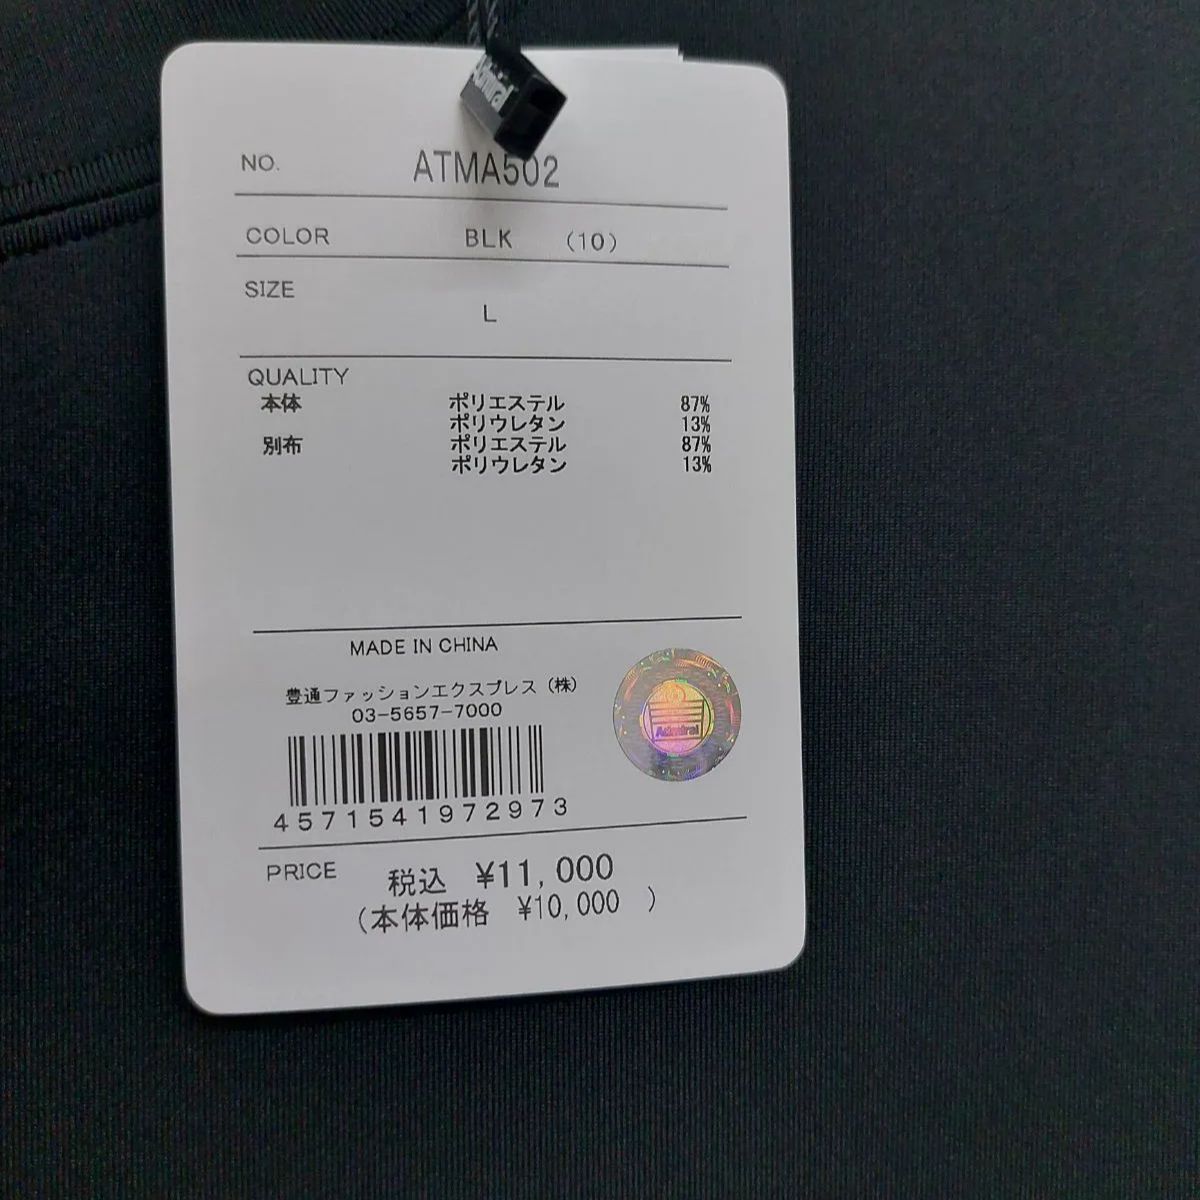 Admiral
NO. ATMA502
COLOR BLK (10)
SIZE
L
QUALITY
本体 ポリエステル 87%
ポリウレタン 13%
別布 ポリエステル 87%
ポリウレタン 13%
MADE IN CHINA
豊通ファッションエクスプレス（株）
03-5657-7000
Admiral
4571541972973
PRICE 税込 ¥11,000
（本体価格 ¥10,000 ）